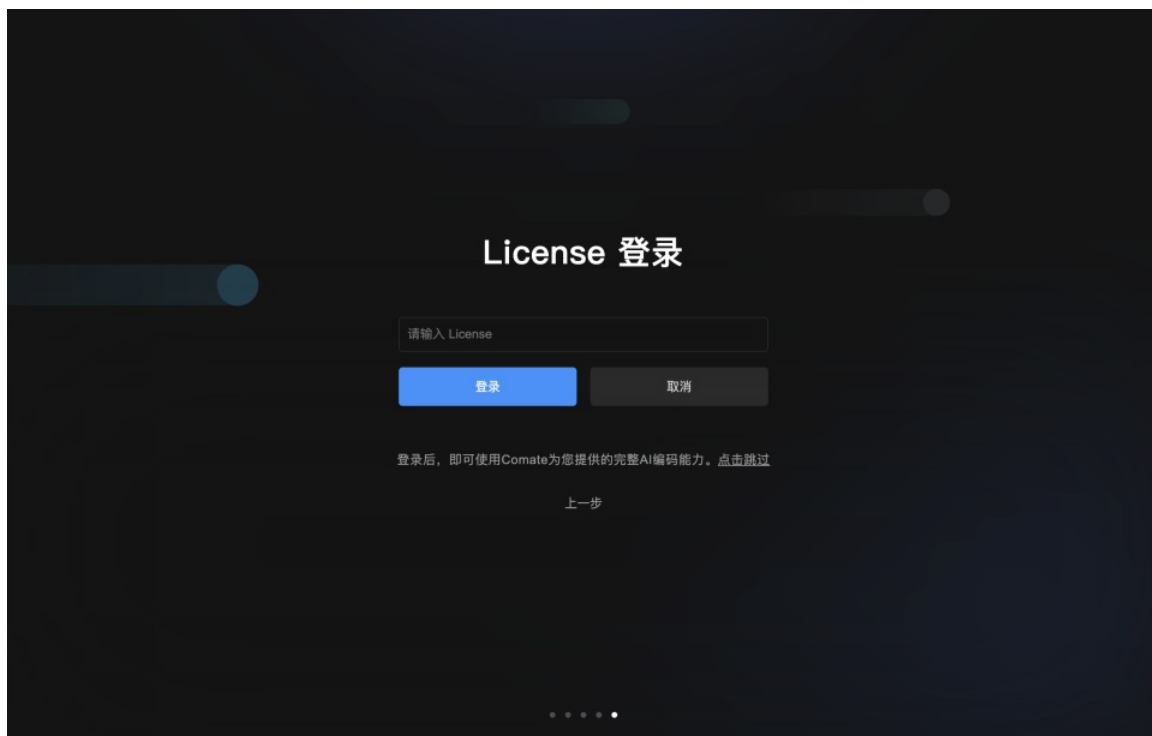 License 登录
请输入 License
登录
取消
登录后，即可使用Comate为您提供的完整AI编码能力。点击跳过
上一步